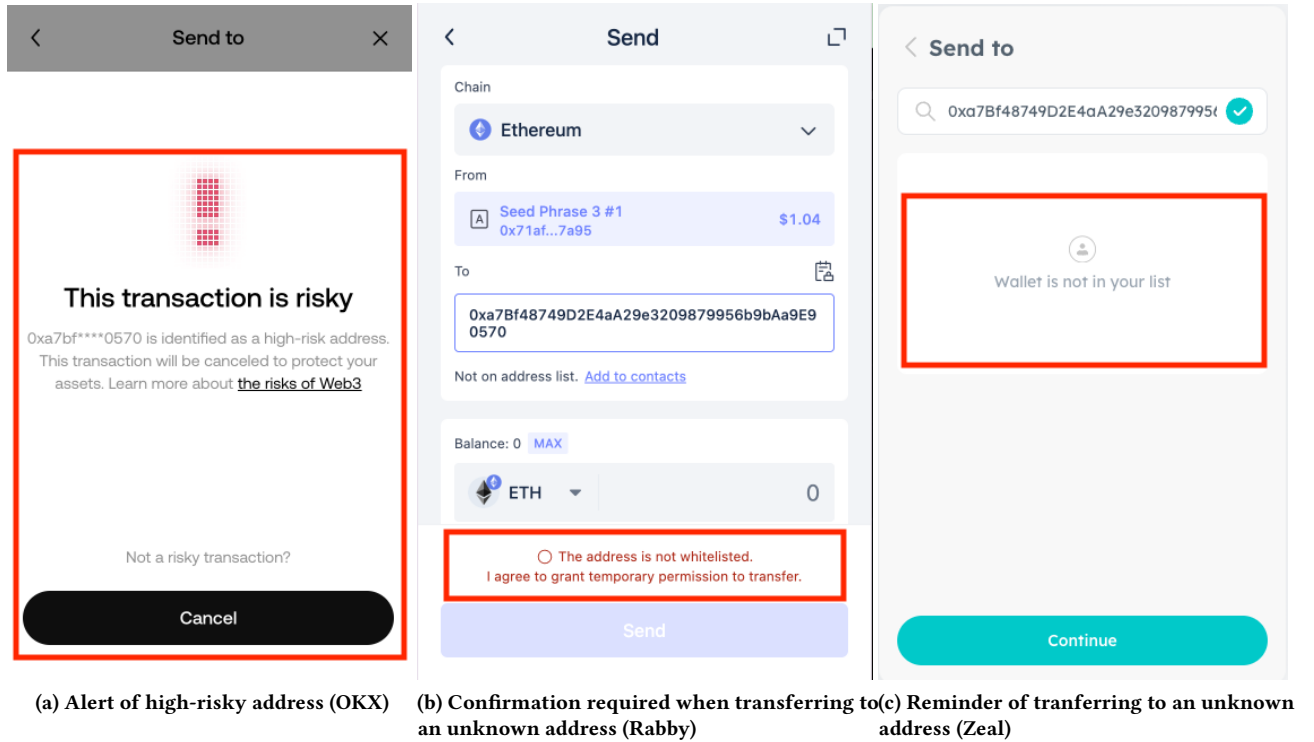 Send to
This transaction is risky
0xa7bf****0570 is identified as a high-risk address.
This transaction will be canceled to protect your
assets. Learn more about the risks of Web3
Not a risky transaction?
Cancel
(a) Alert of high-risky address (OKX)
Send
Chain
Ethereum
From
A
Seed Phrase 3 #1
0x71af...7a95
$1.04
To
0xa7Bf48749D2E4aA29e3209879956b9bAa9E9
0570
Not on address list. Add to contacts
Balance: 0 MAX
ETH
0
The address is not whitelisted.
I agree to grant temporary permission to transfer.
Send
(b) Confirmation required when transferring to
an unknown address (Rabby)
Send to
0xa7Bf48749D2E4aA29e3209879956
Wallet is not in your list
Continue
(c) Reminder of tranferring to an unknown
address (Zeal)